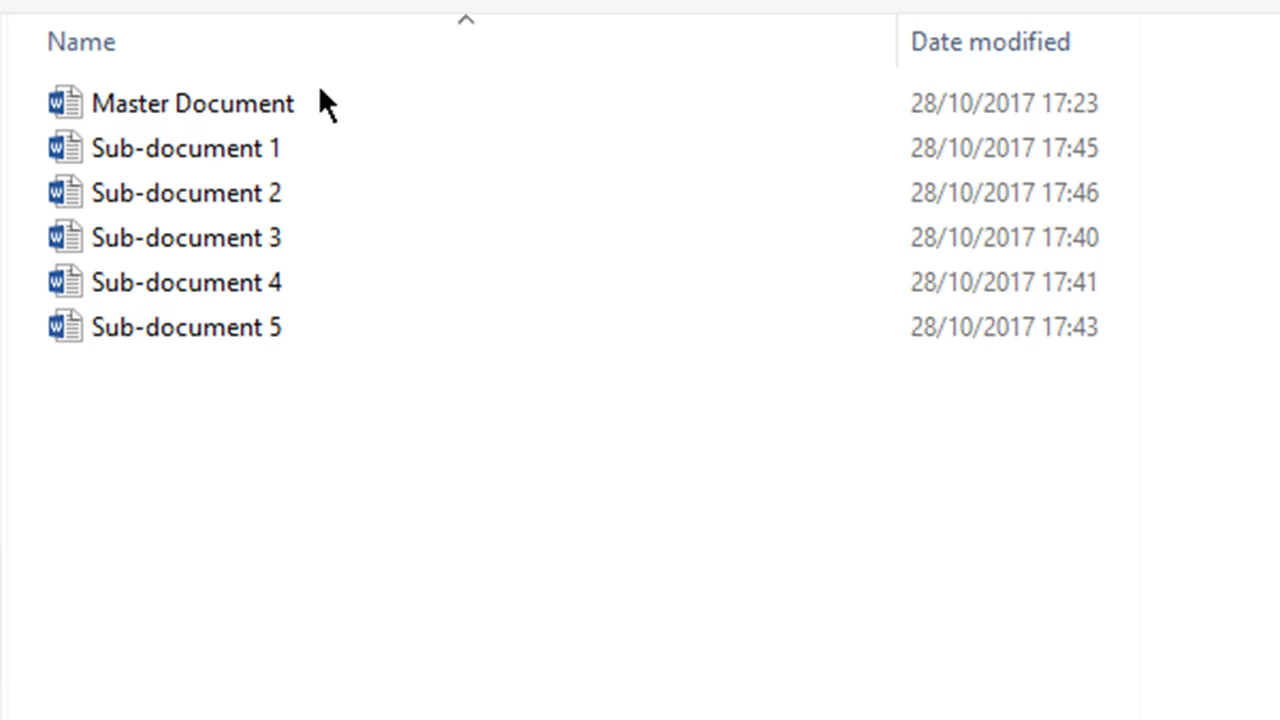 Name Date modified
Master Document 28/10/2017 17:23
Sub-document 1 28/10/2017 17:45
Sub-document 2 28/10/2017 17:46
Sub-document 3 28/10/2017 17:40
Sub-document 4 28/10/2017 17:41
Sub-document 5 28/10/2017 17:43